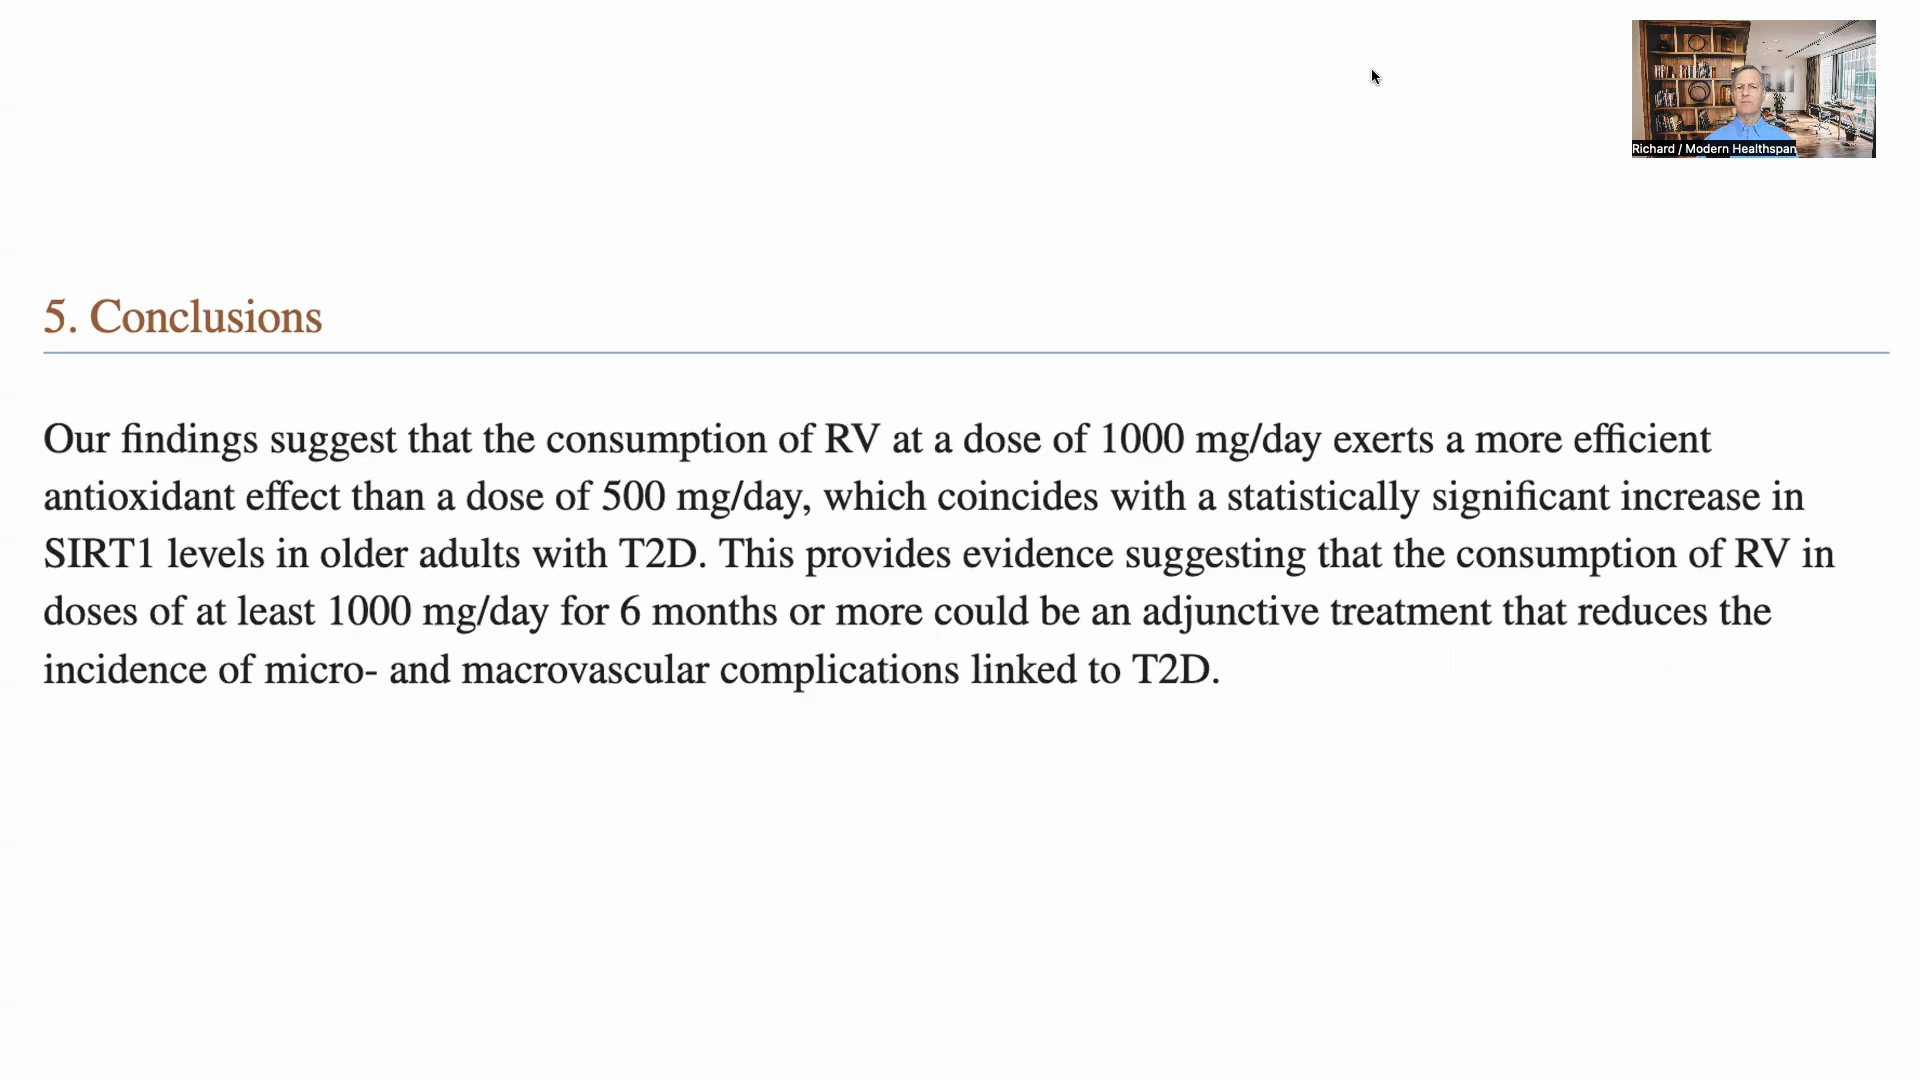 Richard / Modern Healthspan
5. Conclusions
Our findings suggest that the consumption of RV at a dose of 1000 mg/day exerts a more efficient
antioxidant effect than a dose of 500 mg/day, which coincides with a statistically significant increase in
SIRT1 levels in older adults with T2D. This provides evidence suggesting that the consumption of RV in
doses of at least 1000 mg/day for 6 months or more could be an adjunctive treatment that reduces the
incidence of micro- and macrovascular complications linked to T2D.